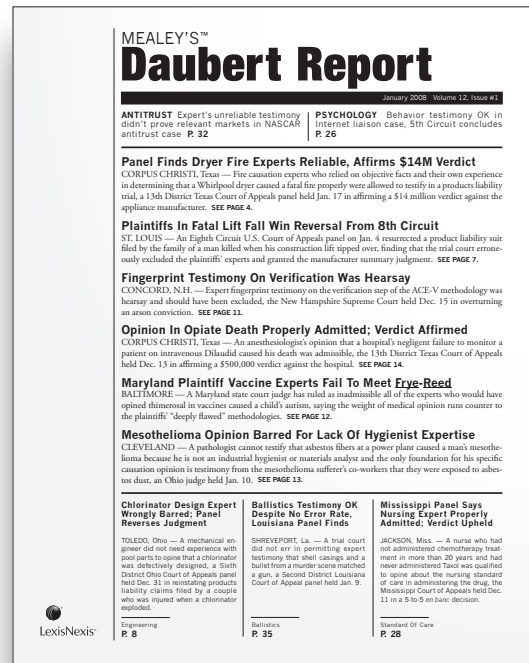 MEALEY'S™
Daubert Report
January 2008 Volume 12, Issue #1
ANTITRUST Expert's unreliable testimony
didn't prove relevant markets in NASCAR
antitrust case P. 32
PSYCHOLOGY Behavior testimony OK in
Internet liaison case, 5th Circuit concludes
P. 26
Panel Finds Dryer Fire Experts Reliable, Affirms $14M Verdict
CORPUS CHRISTI, Texas — Fire causation experts who relied on objective facts and their own experience
in determining that a Whirlpool dryer caused a fatal fire properly were allowed to testify in a products liability
trial, a 13th District Texas Court of Appeals panel held Jan. 17 in affirming a $14 million verdict against the
appliance manufacturer. SEE PAGE 4.
Plaintiffs In Fatal Lift Fall Win Reversal From 8th Circuit
ST. LOUIS — An Eighth Circuit U.S. Court of Appeals panel on Jan. 4 resurrected a product liability suit
filed by the family of a man killed when his construction lift tipped over, finding that the trial court errone-
ously excluded the plaintiffs' experts and granted the manufacturer summary judgment. SEE PAGE 7.
Fingerprint Testimony On Verification Was Hearsay
CONCORD, N.H. — Expert fingerprint testimony on the verification step of the ACE-V methodology was
hearsay and should have been excluded, the New Hampshire Supreme Court held Dec. 15 in overturning
an arson conviction. SEE PAGE 11.
Opinion In Opiate Death Properly Admitted; Verdict Affirmed
CORPUS CHRISTI, Texas — An anesthesiologist's opinion that a hospital's negligent failure to monitor a
patient on intravenous Dilaudid caused his death was admissible, the 13th District Texas Court of Appeals
held Dec. 13 in affirming a $500,000 verdict against the hospital. SEE PAGE 14.
Maryland Plaintiff Vaccine Experts Fail To Meet Frye-Reed
BALTIMORE — A Maryland state court judge has ruled as inadmissible all of the experts who would have
opined thimerosal in vaccines caused a child's autism, saying the weight of medical opinion runs counter to
the plaintiffs' "deeply flawed" methodologies. SEE PAGE 12.
Mesothelioma Opinion Barred For Lack Of Hygienist Expertise
CLEVELAND — A pathologist cannot testify that asbestos fibers at a power plant caused a man's mesothe-
lioma because he is not an industrial hygienist or materials analyst and the only foundation for his specific
causation opinion is testimony from the mesothelioma sufferer's co-workers that they were exposed to asbes-
tos dust, an Ohio judge held Jan. 10. SEE PAGE 13.
Chlorinator Design Expert
Wrongly Barred; Panel
Reverses Judgment
TOLEDO, Ohio — A mechanical en-
gineer did not need experience with
pool parts to opine that a chlorinator
was defectively designed, a Sixth
District Ohio Court of Appeals panel
held Dec. 31 in reinstating products
liability claims filed by a couple
who was injured when a chlorinator
exploded.
Engineering
P. 8
Ballistics Testimony OK
Despite No Error Rate,
Louisiana Panel Finds
SHREVEPORT, La. — A trial court
did not err in permitting expert
testimony that shell casings and a
bullet from a murder scene matched
a gun, a Second District Louisiana
Court of Appeal panel held Jan. 9.
Ballistics
P. 35
Mississippi Panel Says
Nursing Expert Properly
Admitted; Verdict Upheld
JACKSON, Miss. — A nurse who had
not administered chemotherapy treat-
ment in more than 20 years and had
never administered Taxol was qualified
to opine about the nursing standard
of care in administering the drug, the
Mississippi Court of Appeals held Dec.
11 in a 5-to-5 en banc decision.
Standard Of Care
P. 28
LexisNexis®